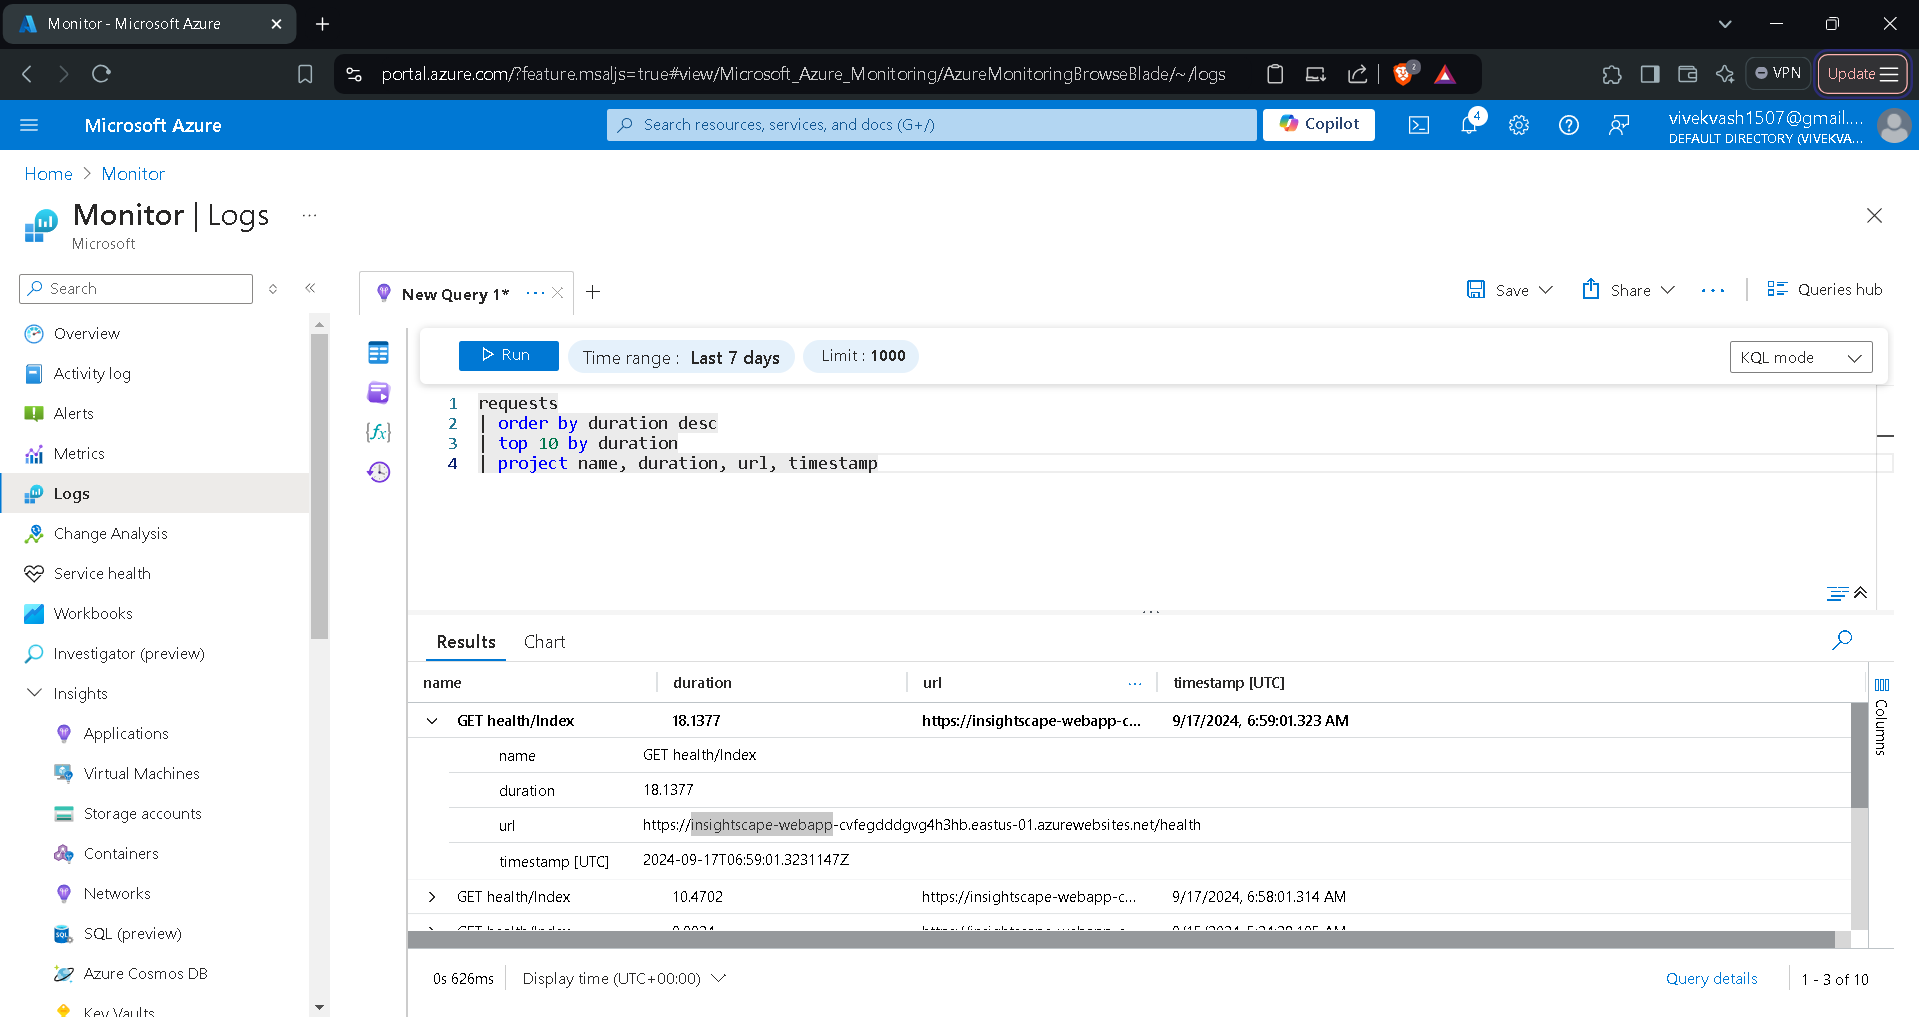 Monitor - Microsoft Azure
portal.azure.com/?feature.msaljs=true#view/Microsoft_Azure_Monitoring/AzureMonitoringBrowseBlade/~/logs
2
VPN
Update
Microsoft Azure
Search resources, services, and docs (G+/)
Copilot
4
vivekvash1507@gmail....
DEFAULT DIRECTORY (VIVEKVA...
Home > Monitor
Monitor | Logs ...
Microsoft
Search
Overview
Activity log
Alerts
Metrics
Logs
Change Analysis
Service health
Workbooks
Investigator (preview)
Insights
Applications
Virtual Machines
Storage accounts
Containers
Networks
SQL (preview)
Azure Cosmos DB
Key Vaults
New Query 1* ...
Save
Share
...
Queries hub
Run
Time range : Last 7 days
Limit : 1000
KQL mode
1 requests
2 | order by duration desc
3 | top 10 by duration
4 | project name, duration, url, timestamp
Results
Chart
name duration url ... timestamp [UTC]
GET health/Index 18.1377 https://insightscape-webapp-c... 9/17/2024, 6:59:01.323 AM
name GET health/Index
duration 18.1377
url https://insightscape-webapp-cvfegdddgvg4h3hb.eastus-01.azurewebsites.net/health
timestamp [UTC] 2024-09-17T06:59:01.3231147Z
GET health/Index 10.4702 https://insightscape-webapp-c... 9/17/2024, 6:58:01.314 AM
Columns
0s 626ms
Display time (UTC+00:00)
Query details
1 - 3 of 10